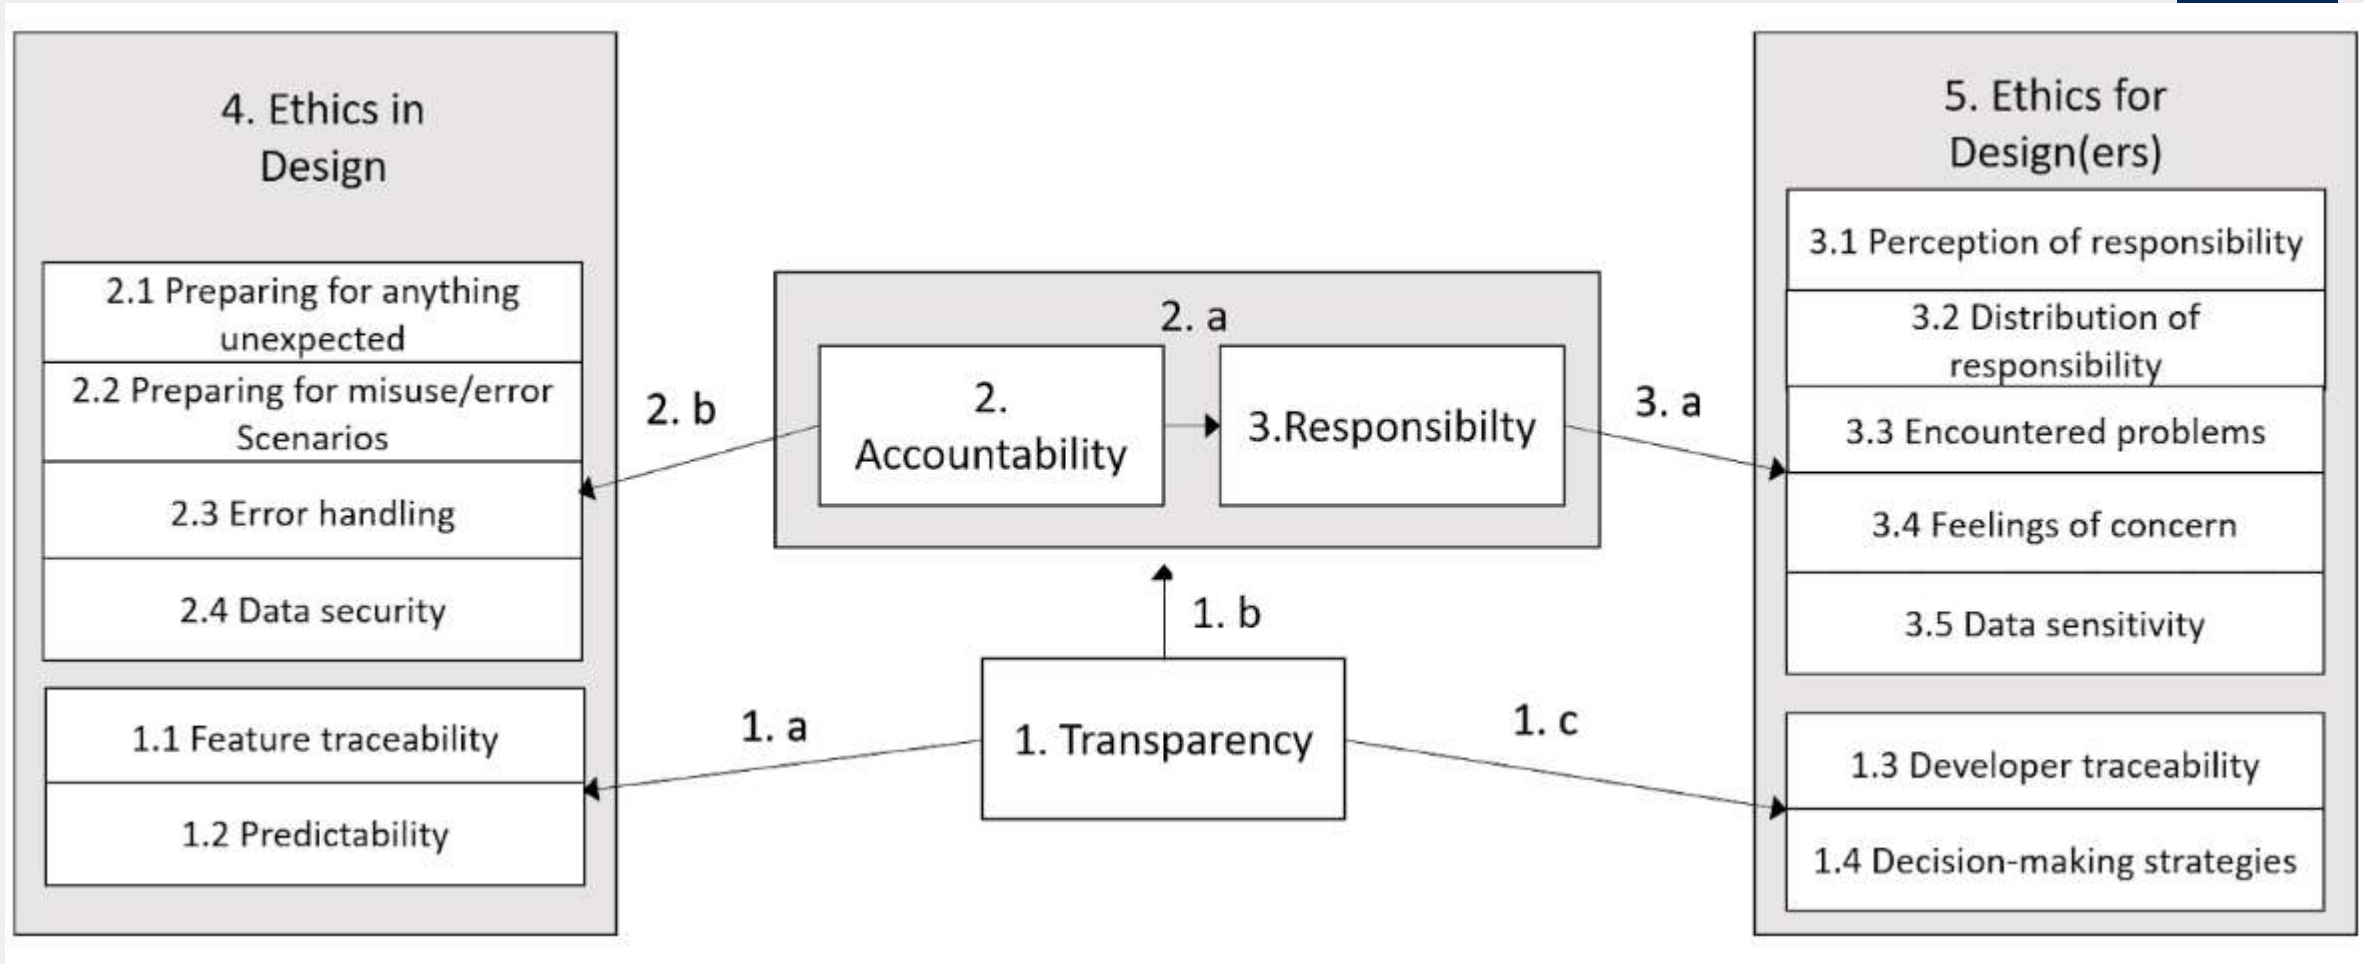 4. Ethics in
Design
2.1 Preparing for anything
unexpected
2.2 Preparing for misuse/error
Scenarios
2.3 Error handling
2.4 Data security
1.1 Feature traceability
1.2 Predictability
2. b
1. a
2. a
2.
Accountability
3.Responsibilty
1. b
1. Transparency
3. a
1. c
5. Ethics for
Design(ers)
3.1 Perception of responsibility
3.2 Distribution of
responsibility
3.3 Encountered problems
3.4 Feelings of concern
3.5 Data sensitivity
1.3 Developer traceability
1.4 Decision-making strategies